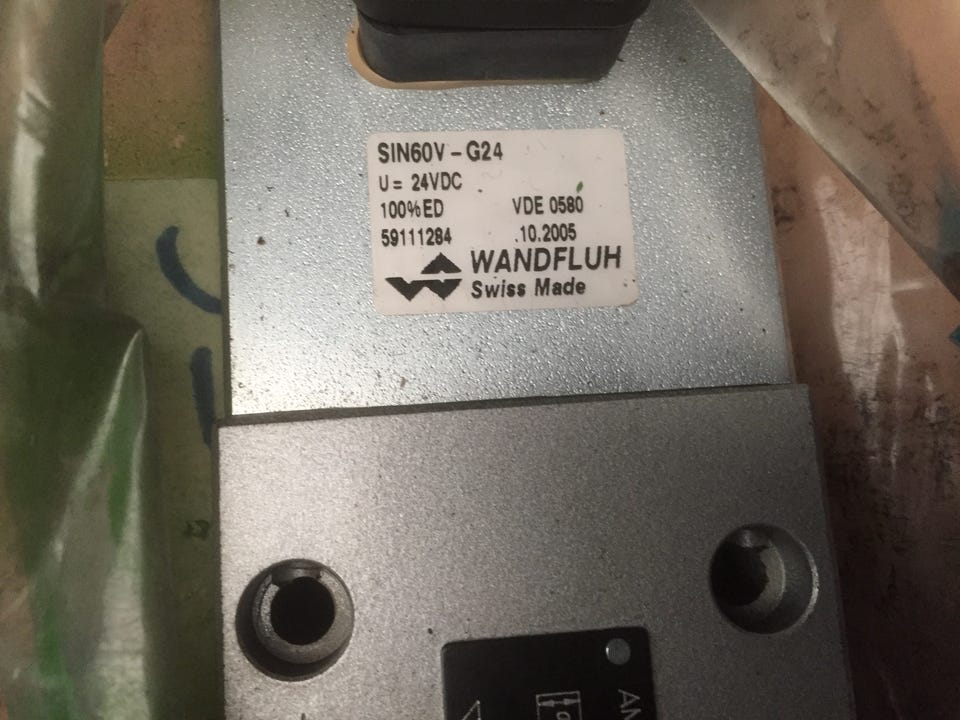 SIN60V-G24
U= 24VDC
100%ED VDE 0580
59111284 .10.2005
WANDFLUH
Swiss Made